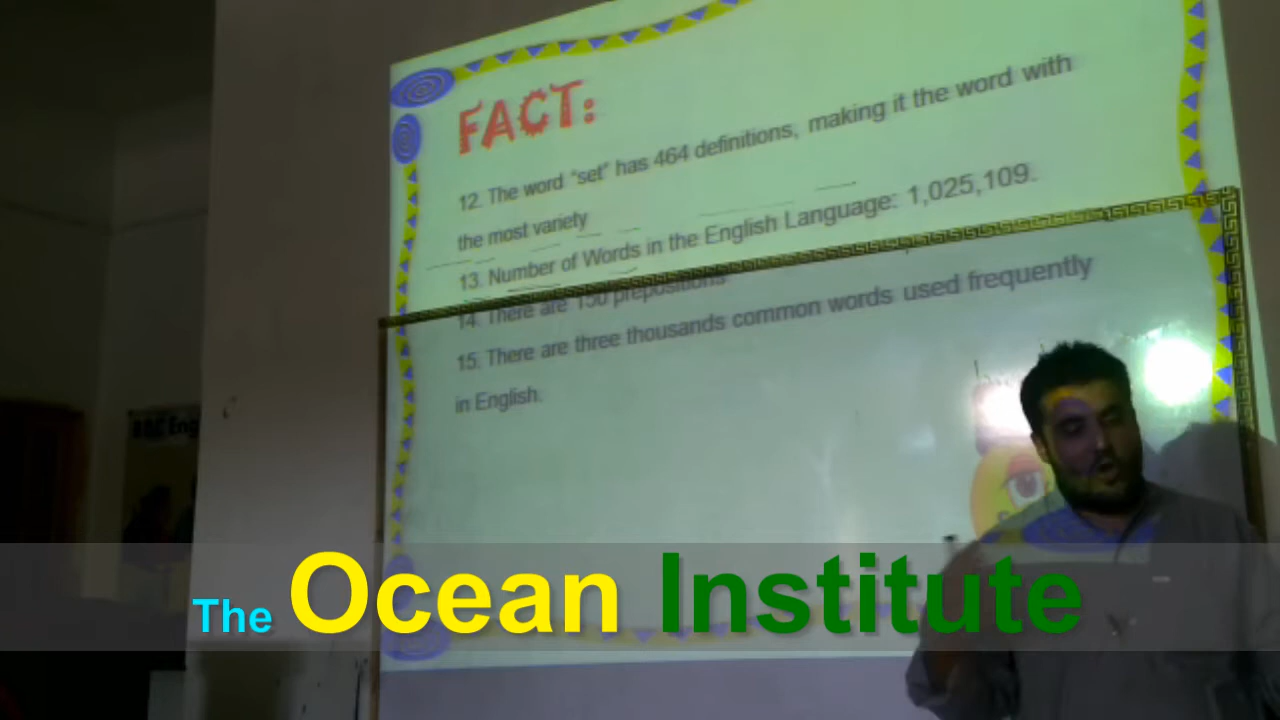 FACT:
12. The word "set" has 464 definitions, making it the word with
the most variety
13. Number of Words in the English Language: 1,025,109.
14. There are 150 prepositions
15. There are three thousands common words used frequently
in English.
BBC Eng
The Ocean Institute